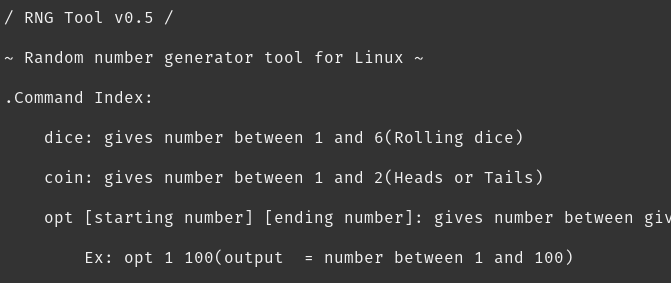 / RNG Tool v0.5 /
~ Random number generator tool for Linux ~
.Command Index:
dice: gives number between 1 and 6(Rolling dice)
coin: gives number between 1 and 2(Heads or Tails)
opt [starting number] [ending number]: gives number between giv
Ex: opt 1 100(output  = number between 1 and 100)